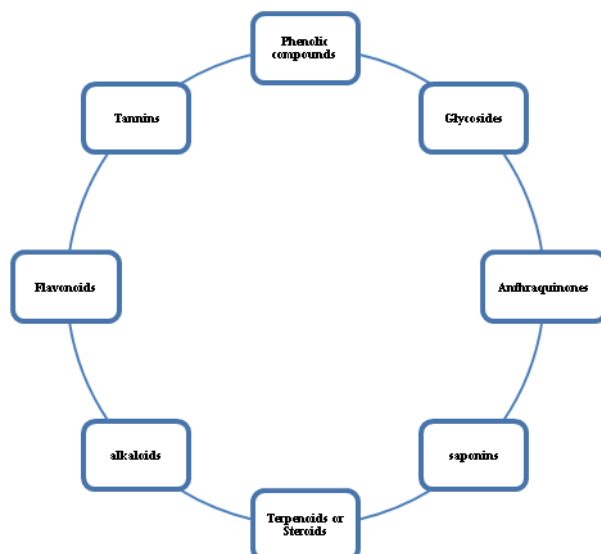 Phenolic
compounds
Glycosides
Anthraquinones
saponins
Terpenoids or
Steroids
alkaloids
Flavonoids
Tannins